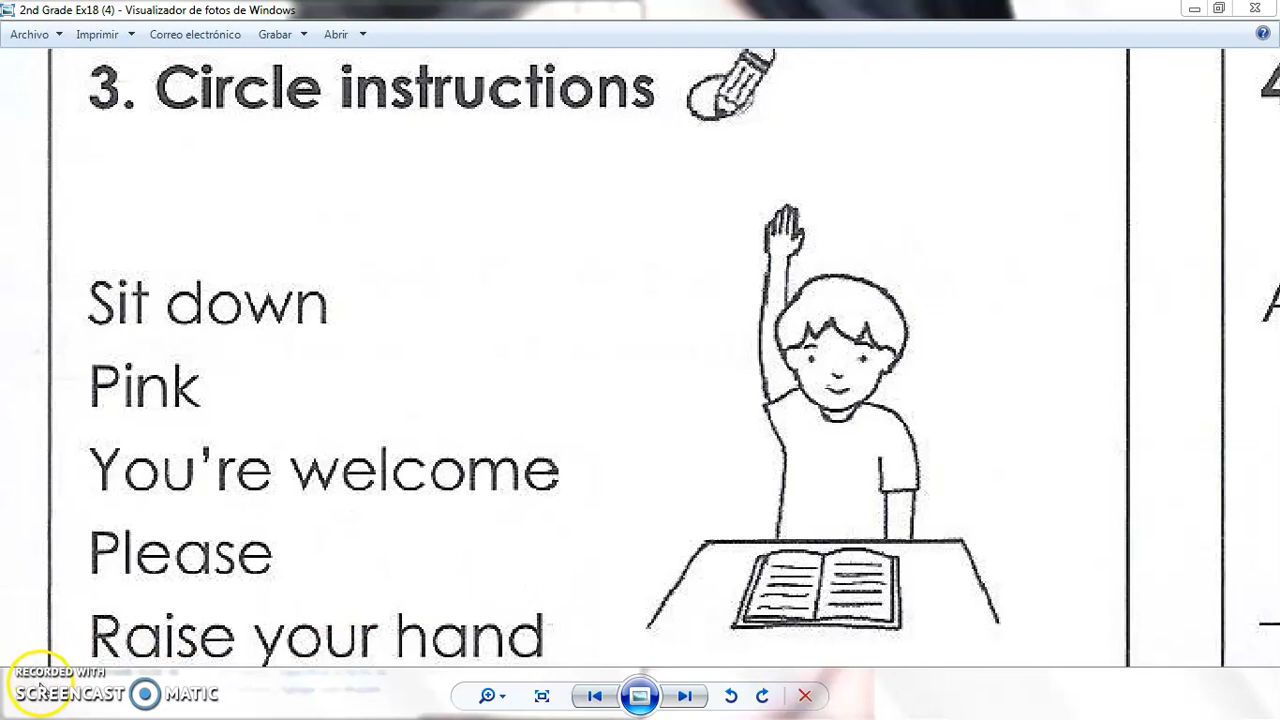 2nd Grade Ex18 (4) - Visualizador de fotos de Windows
Archivo Imprimir Correo electrónico Grabar Abrir
3. Circle instructions
Sit down
Pink
You're welcome
Please
Raise your hand
RECORDED WITH
SCREENCAST MATIC